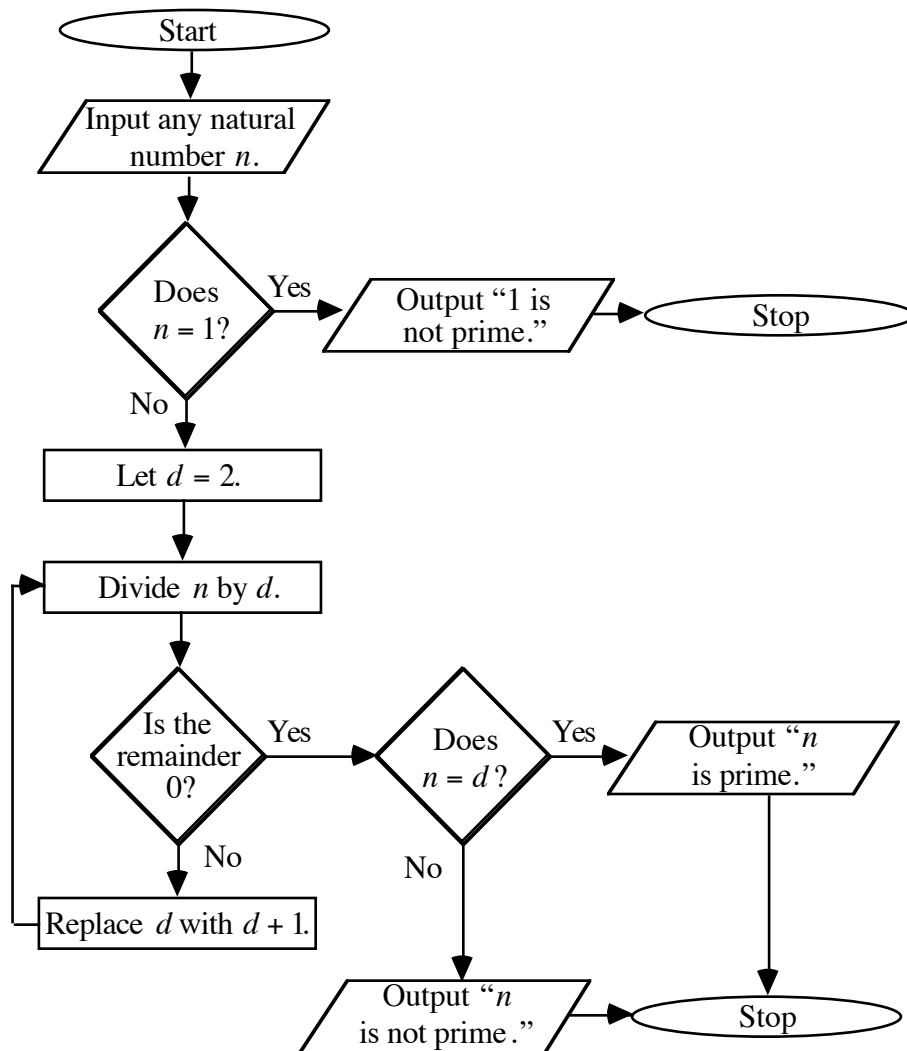 Start
Input any natural
number n.
Does
n = 1?
Yes
Output “1 is
not prime.”
Stop
No
Let d = 2.
Divide n by d.
Is the
remainder
0?
Yes
Does
n = d ?
Yes
Output “n
is prime.”
No
No
Replace d with d + 1.
Output “n
is not prime.”
Stop